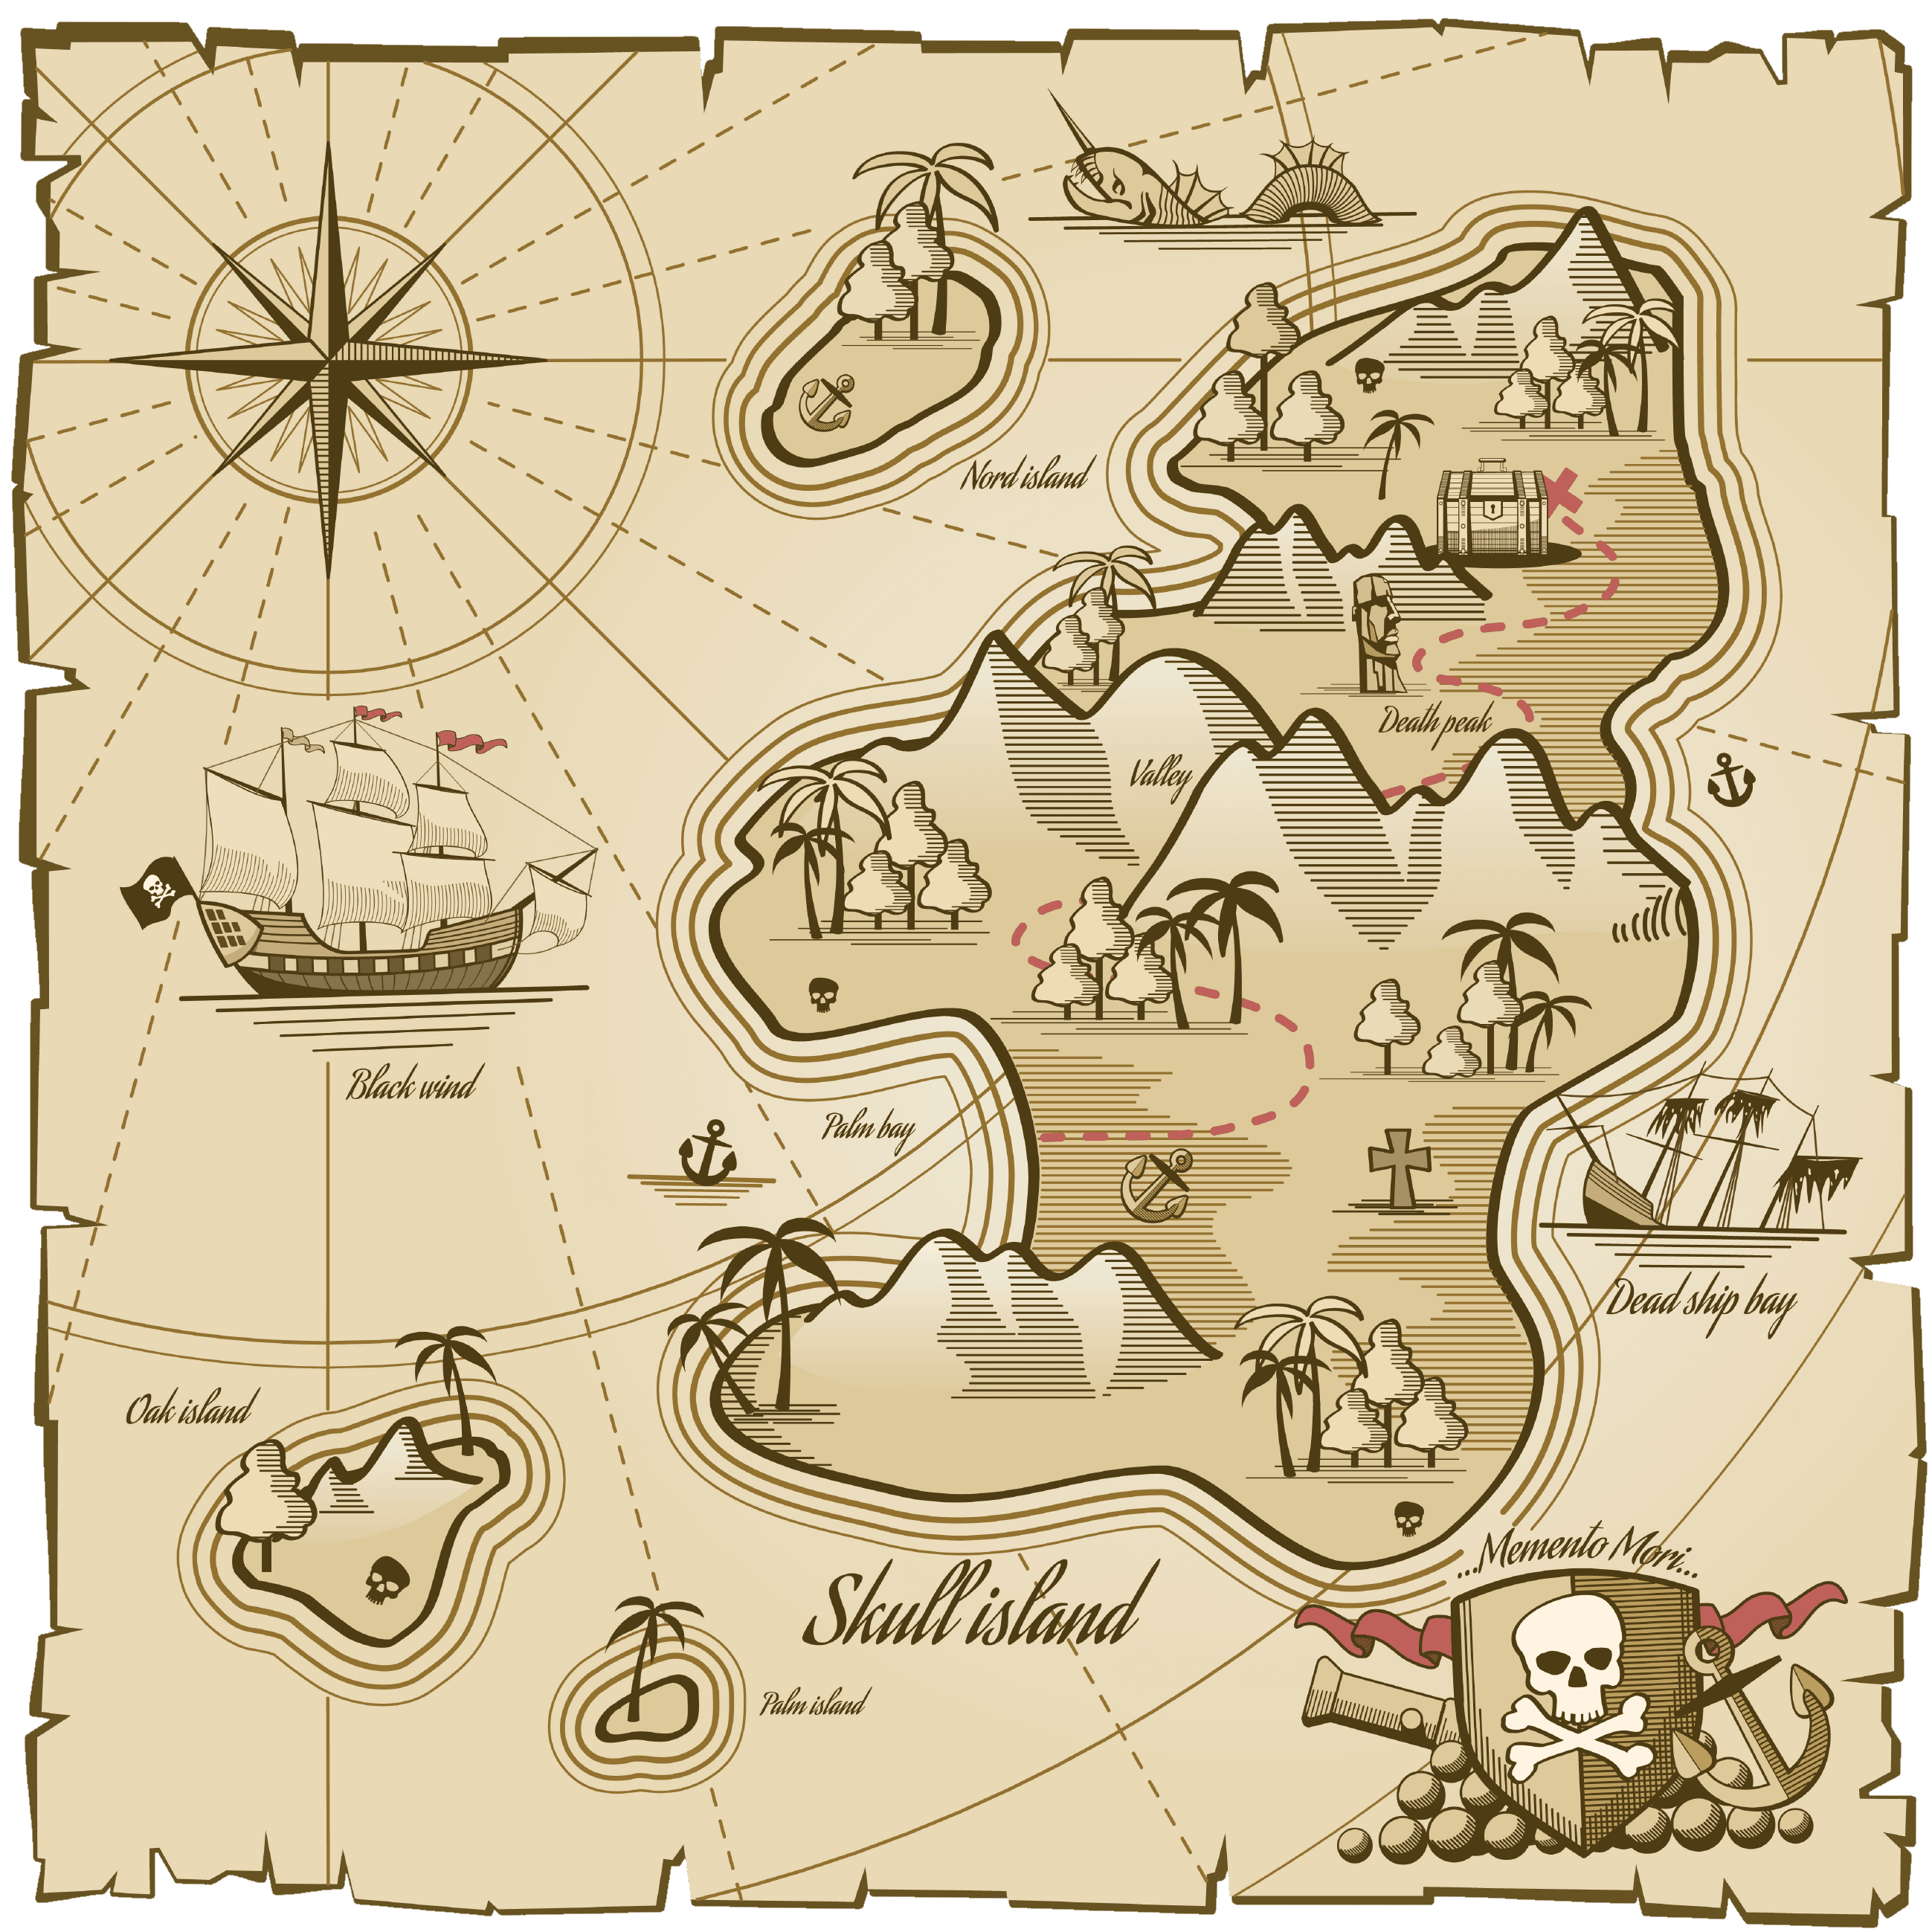 Nord island
Death peak
Valley
Black wind
Palm bay
Dead ship bay
Oak island
Skull island
...Memento Mori...
Palm island